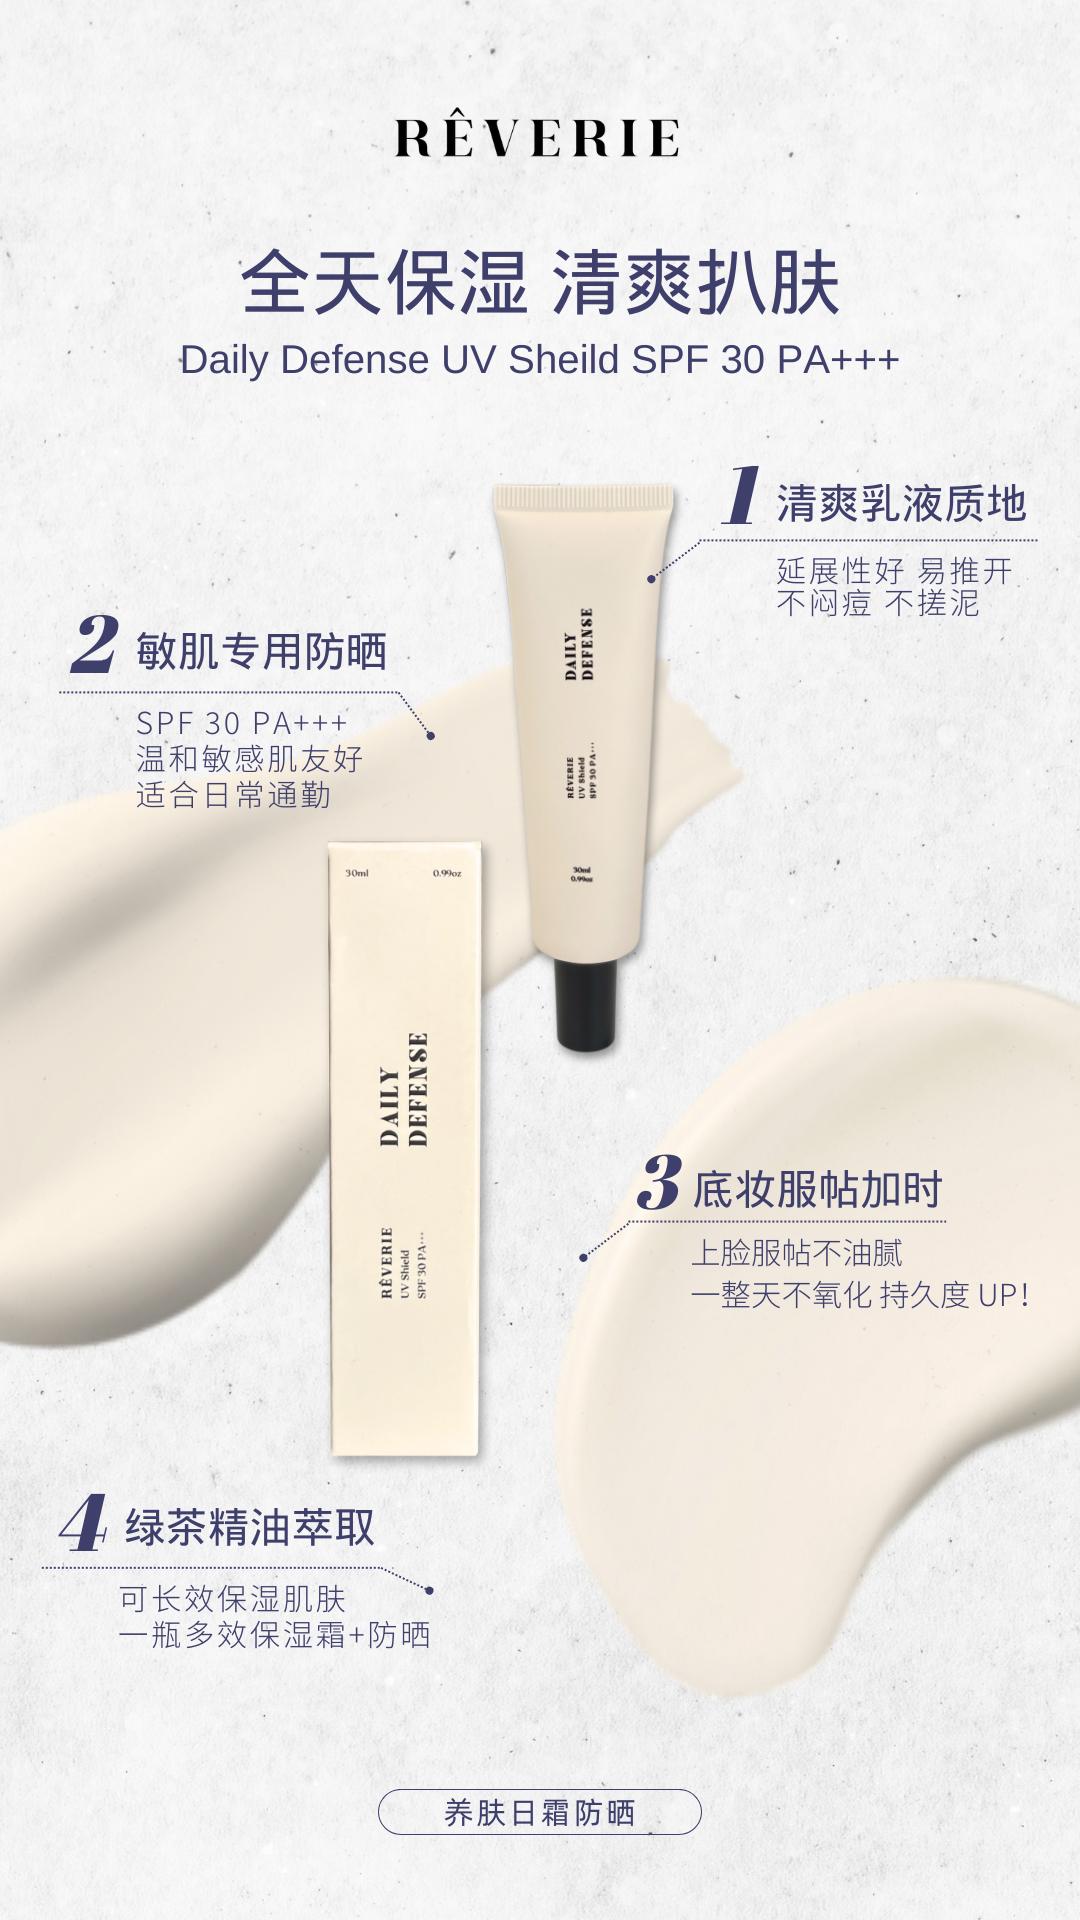 RÊVERIE
全天保湿 清爽扒肤
Daily Defense UV Sheild SPF 30 PA+++
1 清爽乳液质地
延展性好 易推开
不闷痘 不搓泥
2 敏肌专用防晒
SPF 30 PA+++
温和敏感肌友好
适合日常通勤
DAILY
DEFENSE
RÊVERIE
UV Shield
SPF 30 PA+++
30ml
0.99oz
30ml 0.99oz
DAILY
DEFENSE
RÊVERIE
UV Shield
SPF 30 PA+++
3 底妆服帖加时
上脸服帖不油腻
一整天不氧化 持久度 UP!
4 绿茶精油萃取
可长效保湿肌肤
一瓶多效保湿霜+防晒
养肤日霜防晒